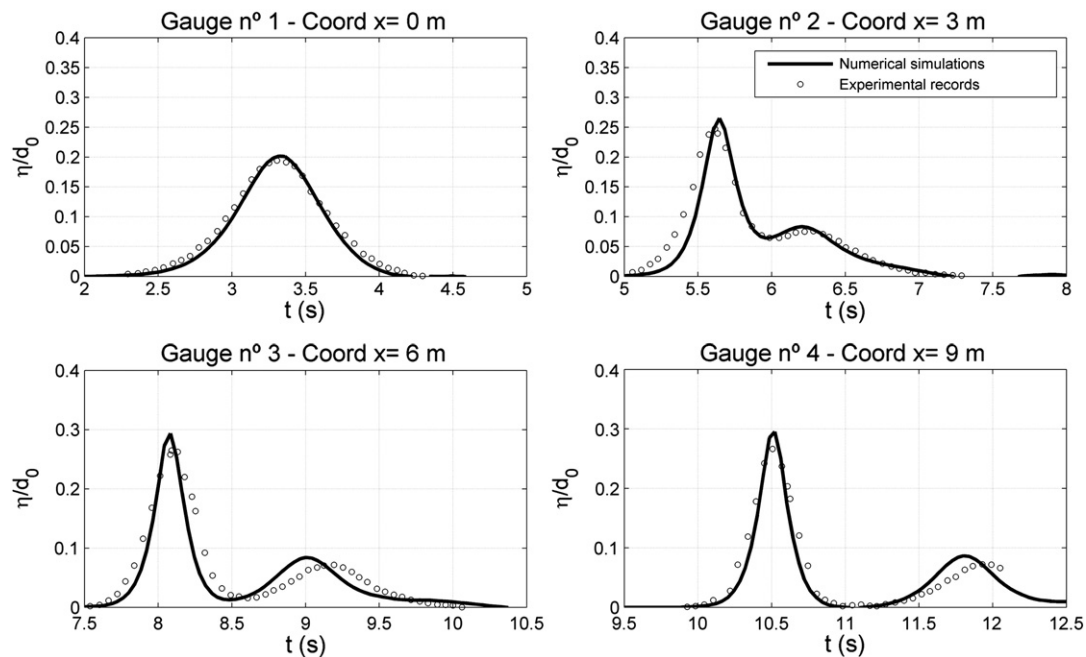 Gauge nº 1 - Coord x= 0 m
0.4
0.35
0.3
0.25
0.2
0.15
0.1
0.05
0
η/d0
2 2.5 3 3.5 4 4.5 5
t (s)
Gauge nº 2 - Coord x= 3 m
Numerical simulations
Experimental records
0.4
0.35
0.3
0.25
0.2
0.15
0.1
0.05
0
η/d0
5 5.5 6 6.5 7 7.5 8
t (s)
Gauge nº 3 - Coord x= 6 m
0.4
0.3
0.2
0.1
0
η/d0
7.5 8 8.5 9 9.5 10 10.5
t (s)
Gauge nº 4 - Coord x= 9 m
0.4
0.3
0.2
0.1
0
η/d0
9.5 10 10.5 11 11.5 12 12.5
t (s)